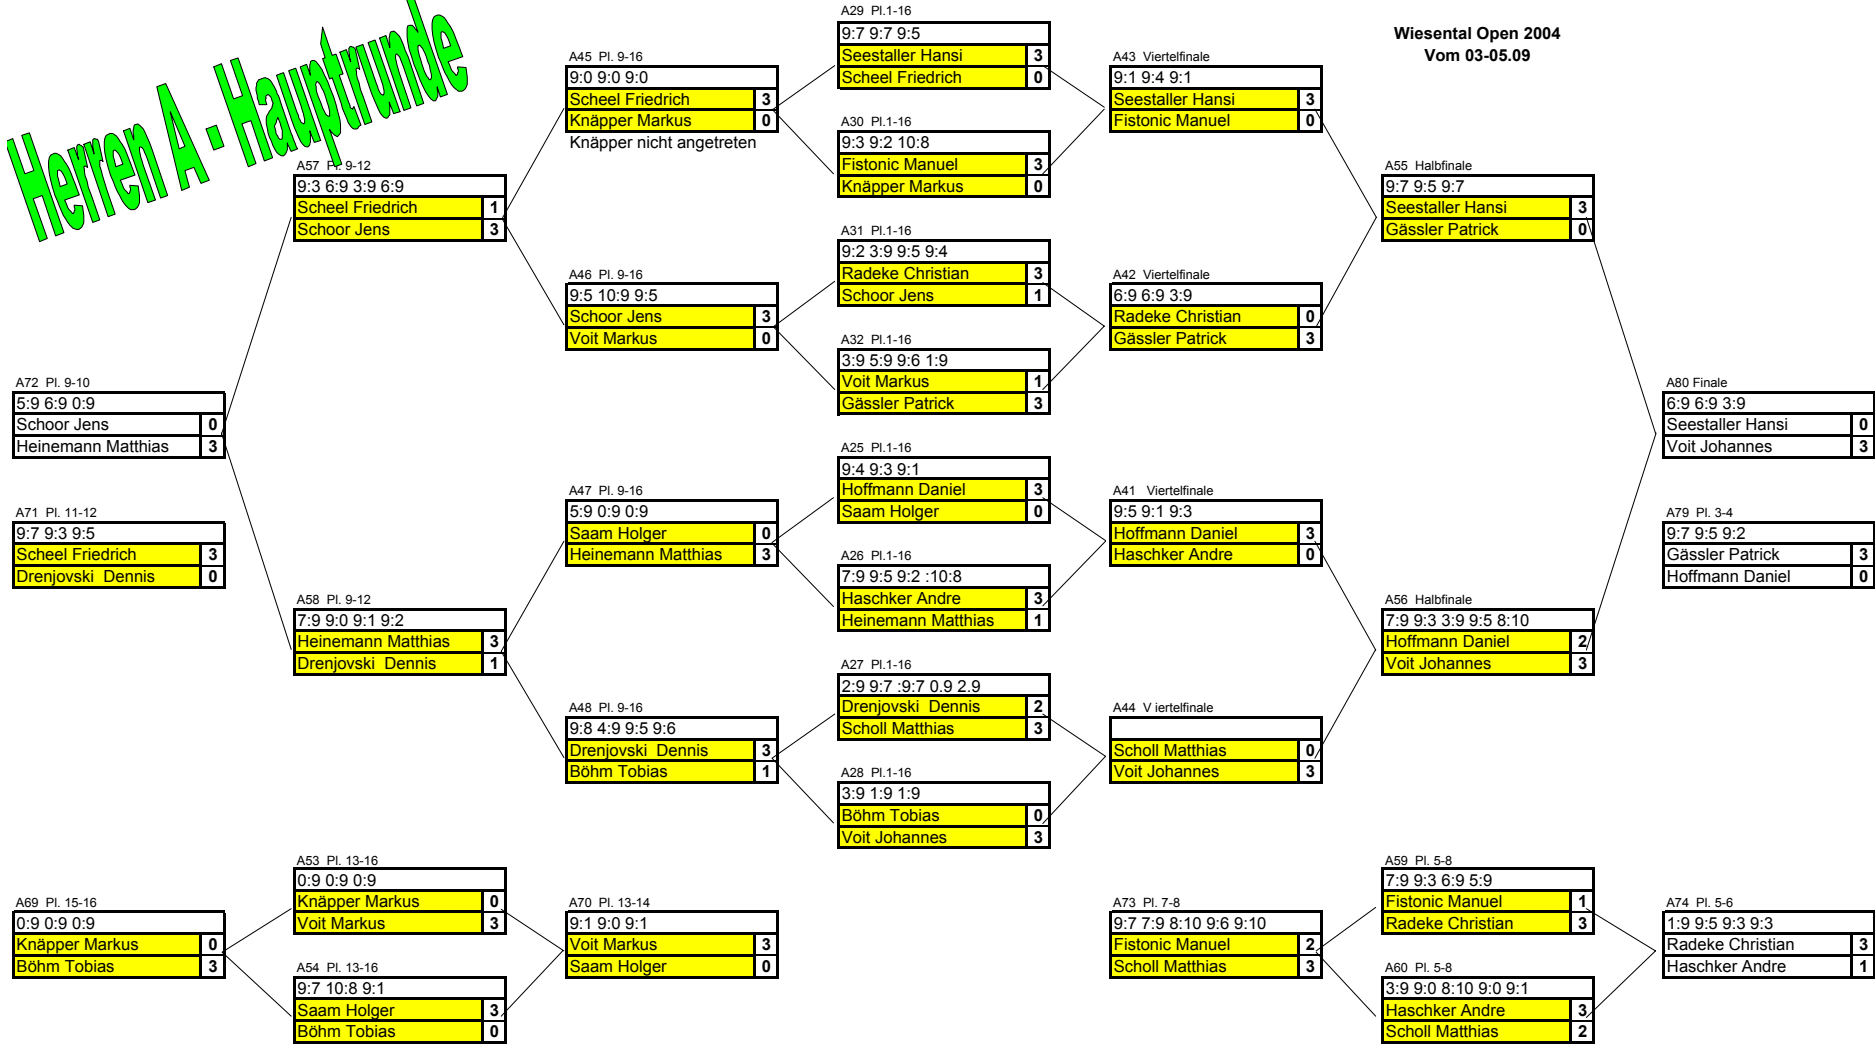 Herren A - Hauptrunde
Wiesental Open 2004
Vom 03-05.09
A29 Pl.1-16
9:7 9:7 9:5
Seestaller Hansi 3
Scheel Friedrich 0
A30 Pl.1-16
9:3 9:2 10:8
Fistonic Manuel 3
Knäpper Markus 0
A31 Pl.1-16
9:2 3:9 9:5 9:4
Radeke Christian 3
Schoor Jens 1
A32 Pl.1-16
3:9 5:9 9:6 1:9
Voit Markus 1
Gässler Patrick 3
A25 Pl.1-16
9:4 9:3 9:1
Hoffmann Daniel 3
Saam Holger 0
A26 Pl.1-16
7:9 9:5 9:2 :10:8
Haschker Andre 3
Heinemann Matthias 1
A27 Pl.1-16
2:9 9:7 :9:7 0.9 2.9
Drenjovski Dennis 2
Scholl Matthias 3
A28 Pl.1-16
3:9 1:9 1:9
Böhm Tobias 0
Voit Johannes 3
A45 Pl. 9-16
9:0 9:0 9:0
Scheel Friedrich 3
Knäpper Markus 0
Knäpper nicht angetreten
A46 Pl. 9-16
9:5 10:9 9:5
Schoor Jens 3
Voit Markus 0
A47 Pl. 9-16
5:9 0:9 0:9
Saam Holger 0
Heinemann Matthias 3
A48 Pl. 9-16
9:8 4:9 9:5 9:6
Drenjovski Dennis 3
Böhm Tobias 1
A57 Pl. 9-12
9:3 6:9 3:9 6:9
Scheel Friedrich 1
Schoor Jens 3
A58 Pl. 9-12
7:9 9:0 9:1 9:2
Heinemann Matthias 3
Drenjovski Dennis 1
A72 Pl. 9-10
5:9 6:9 0:9
Schoor Jens 0
Heinemann Matthias 3
A71 Pl. 11-12
9:7 9:3 9:5
Scheel Friedrich 3
Drenjovski Dennis 0
A43 Viertelfinale
9:1 9:4 9:1
Seestaller Hansi 3
Fistonic Manuel 0
A42 Viertelfinale
6:9 6:9 3:9
Radeke Christian 0
Gässler Patrick 3
A41 Viertelfinale
9:5 9:1 9:3
Hoffmann Daniel 3
Haschker Andre 0
A44 V iertelfinale
Scholl Matthias 0
Voit Johannes 3
A55 Halbfinale
9:7 9:5 9:7
Seestaller Hansi 3
Gässler Patrick 0
A56 Halbfinale
7:9 9:3 3:9 9:5 8:10
Hoffmann Daniel 2
Voit Johannes 3
A80 Finale
6:9 6:9 3:9
Seestaller Hansi 0
Voit Johannes 3
A79 Pl. 3-4
9:7 9:5 9:2
Gässler Patrick 3
Hoffmann Daniel 0
A69 Pl. 15-16
0:9 0:9 0:9
Knäpper Markus 0
Böhm Tobias 3
A53 Pl. 13-16
0:9 0:9 0:9
Knäpper Markus 0
Voit Markus 3
A54 Pl. 13-16
9:7 10:8 9:1
Saam Holger 3
Böhm Tobias 0
A70 Pl. 13-14
9:1 9:0 9:1
Voit Markus 3
Saam Holger 0
A73 Pl. 7-8
9:7 7:9 8:10 9:6 9:10
Fistonic Manuel 2
Scholl Matthias 3
A59 Pl. 5-8
7:9 9:3 6:9 5:9
Fistonic Manuel 1
Radeke Christian 3
A60 Pl. 5-8
3:9 9:0 8:10 9:0 9:1
Haschker Andre 3
Scholl Matthias 2
A74 Pl. 5-6
1:9 9:5 9:3 9:3
Radeke Christian 3
Haschker Andre 1